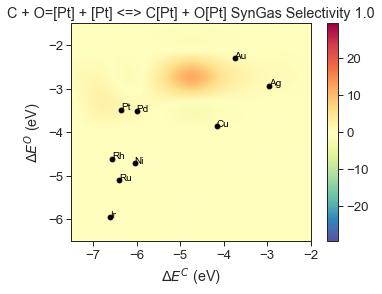 C + O=[Pt] + [Pt] <=> C[Pt] + O[Pt] SynGas Selectivity 1.0
−2
−3
−4
−5
−6
ΔE^O (eV)
Au
Ag
Pt
Pd
Cu
Rh
Ni
Ru
Ir
20
10
0
−10
−20
−7 −6 −5 −4 −3 −2
ΔE^C (eV)